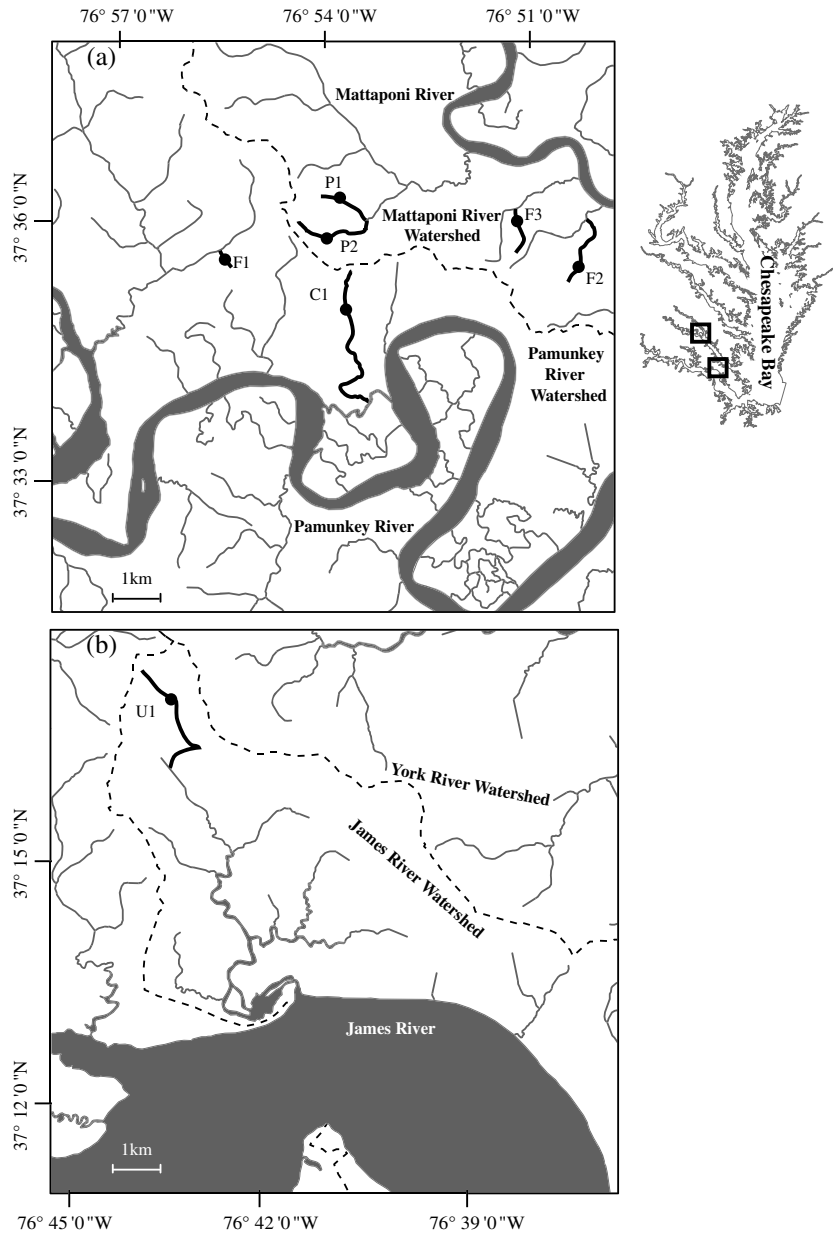 76° 57'0"W
76° 54'0"W
76° 51'0"W
(a)
Mattaponi River
P1
37° 36'0"N
Mattaponi River
Watershed
F3
P2
F1
F2
C1
Pamunkey
River
Watershed
37° 33'0"N
Pamunkey River
1km
Chesapeake Bay
(b)
U1
York River Watershed
James River Watershed
37° 15'0"N
James River
37° 12'0"N
1km
76° 45'0"W
76° 42'0"W
76° 39'0"W